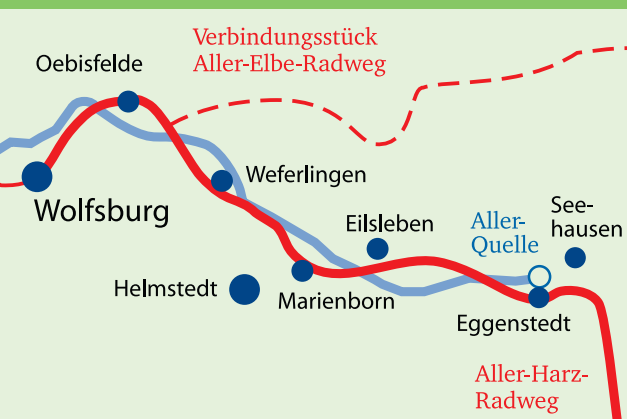 Verbindungsstück
Aller-Elbe-Radweg
Oebisfelde
Weferlingen
Wolfsburg
See-
hausen
Eilsleben
Aller-
Quelle
Helmstedt
Marienborn
Eggenstedt
Aller-Harz-
Radweg